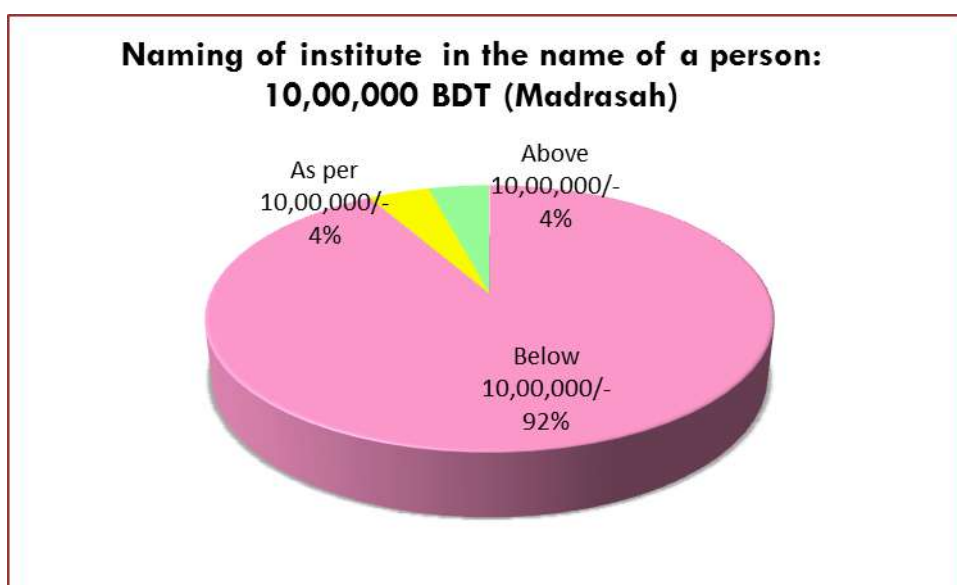 Naming of institute in the name of a person:
10,00,000 BDT (Madrasah)
As per
10,00,000/-
4%
Above
10,00,000/-
4%
Below
10,00,000/-
92%